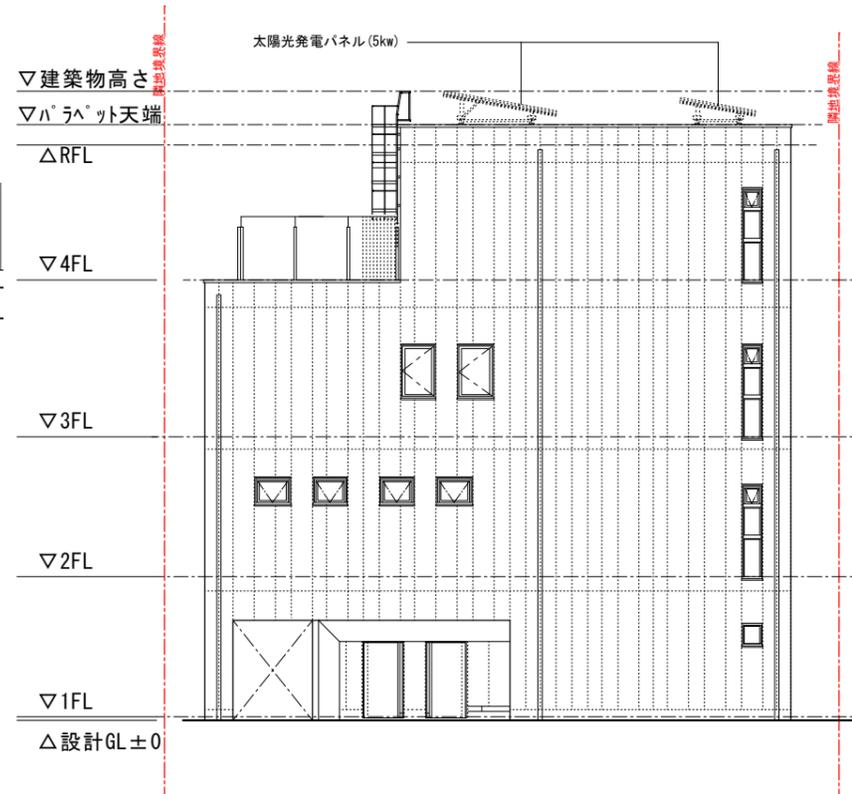 太陽光発電パネル(5kw)
▽建築物高さ
隣地境界線
隣地境界線
▽ﾊﾟﾗﾍﾟｯﾄ天端
△RFL
▽4FL
▽3FL
▽2FL
▽1FL
△設計GL±0